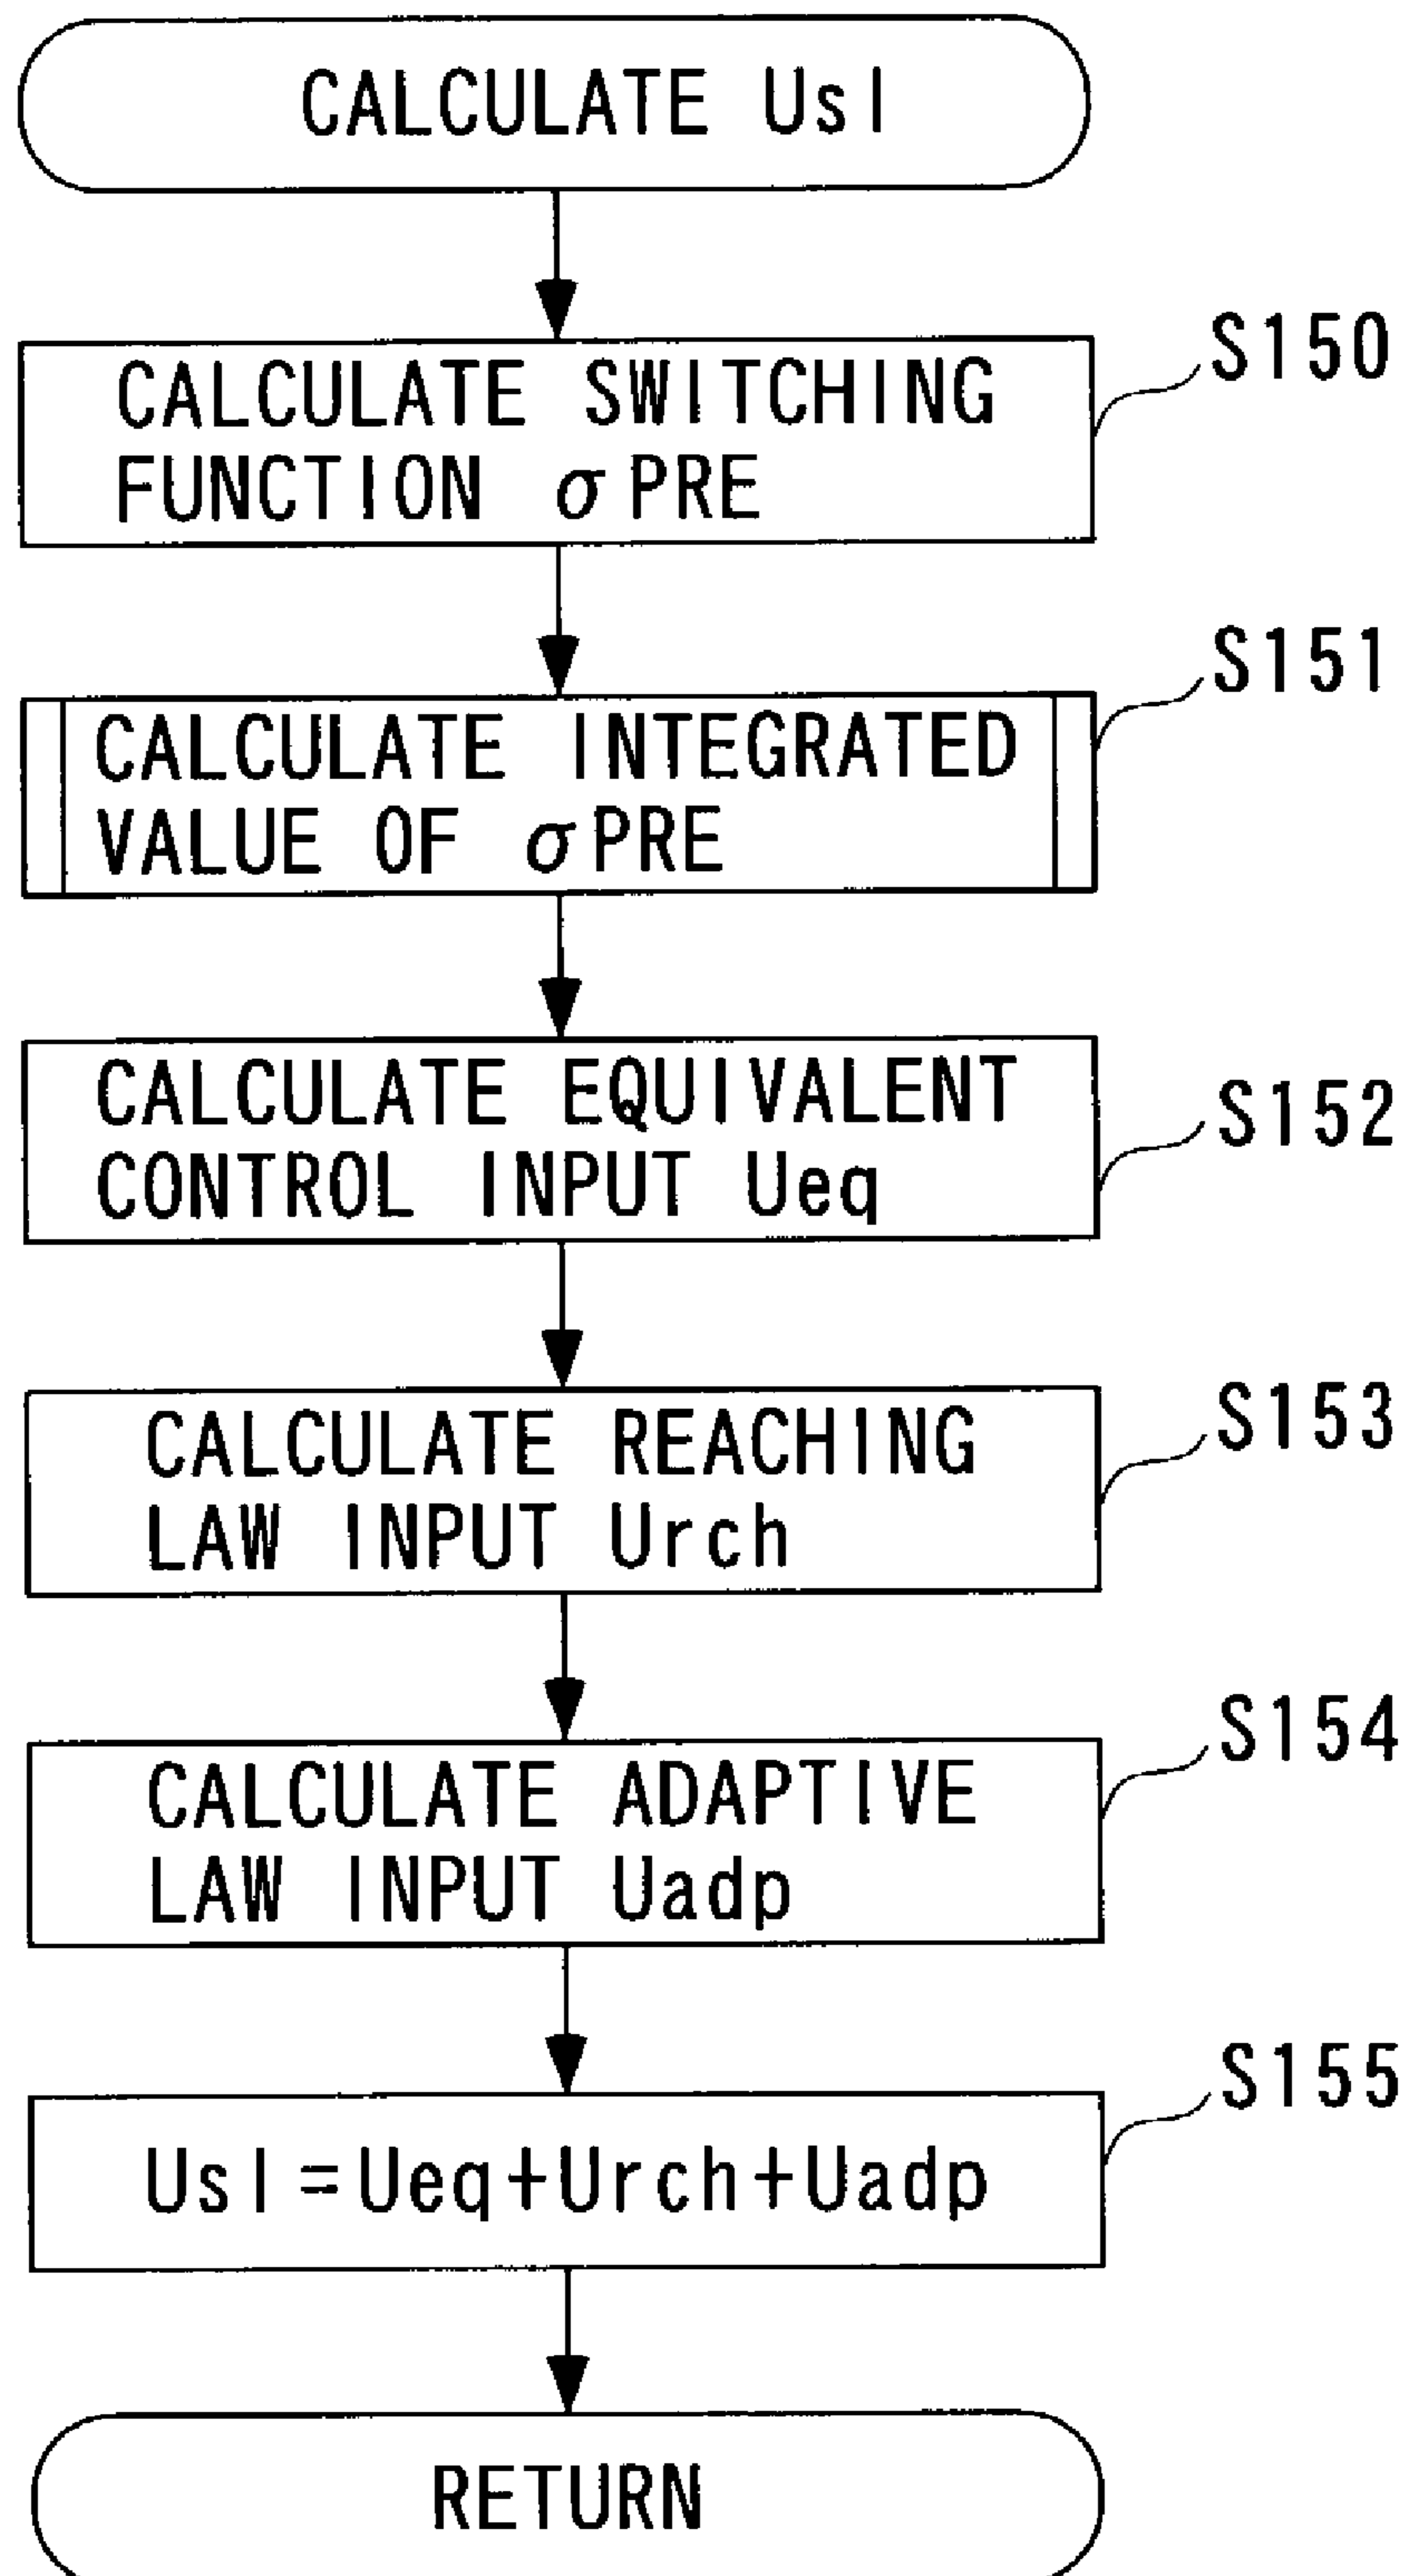 CALCULATE Usl
S150
CALCULATE SWITCHING
FUNCTION σPRE
S151
CALCULATE INTEGRATED
VALUE OF σPRE
CALCULATE EQUIVALENT
CONTROL INPUT Ueq
S152
S153
CALCULATE REACHING
LAW INPUT Urch
S154
CALCULATE ADAPTIVE
LAW INPUT Uadp
S155
Usl=Ueq+Urch+Uadp
RETURN